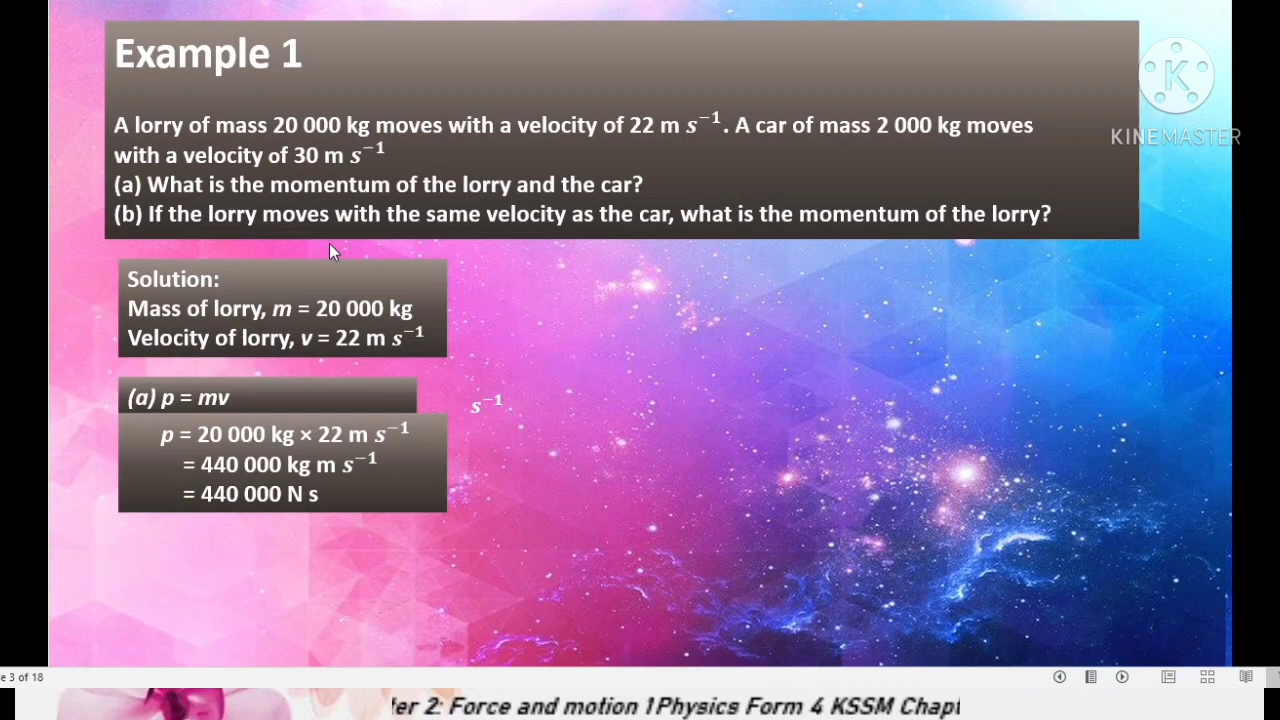 Example 1
A lorry of mass 20 000 kg moves with a velocity of 22 m s⁻¹. A car of mass 2 000 kg moves
with a velocity of 30 m s⁻¹
(a) What is the momentum of the lorry and the car?
(b) If the lorry moves with the same velocity as the car, what is the momentum of the lorry?
K
KINEMASTER
Solution:
Mass of lorry, m = 20 000 kg
Velocity of lorry, v = 22 m s⁻¹
(a) p = mv
s⁻¹
p = 20 000 kg × 22 m s⁻¹
= 440 000 kg m s⁻¹
= 440 000 N s
3 of 18
2: Force and motion 1Physics Form 4 KSSM